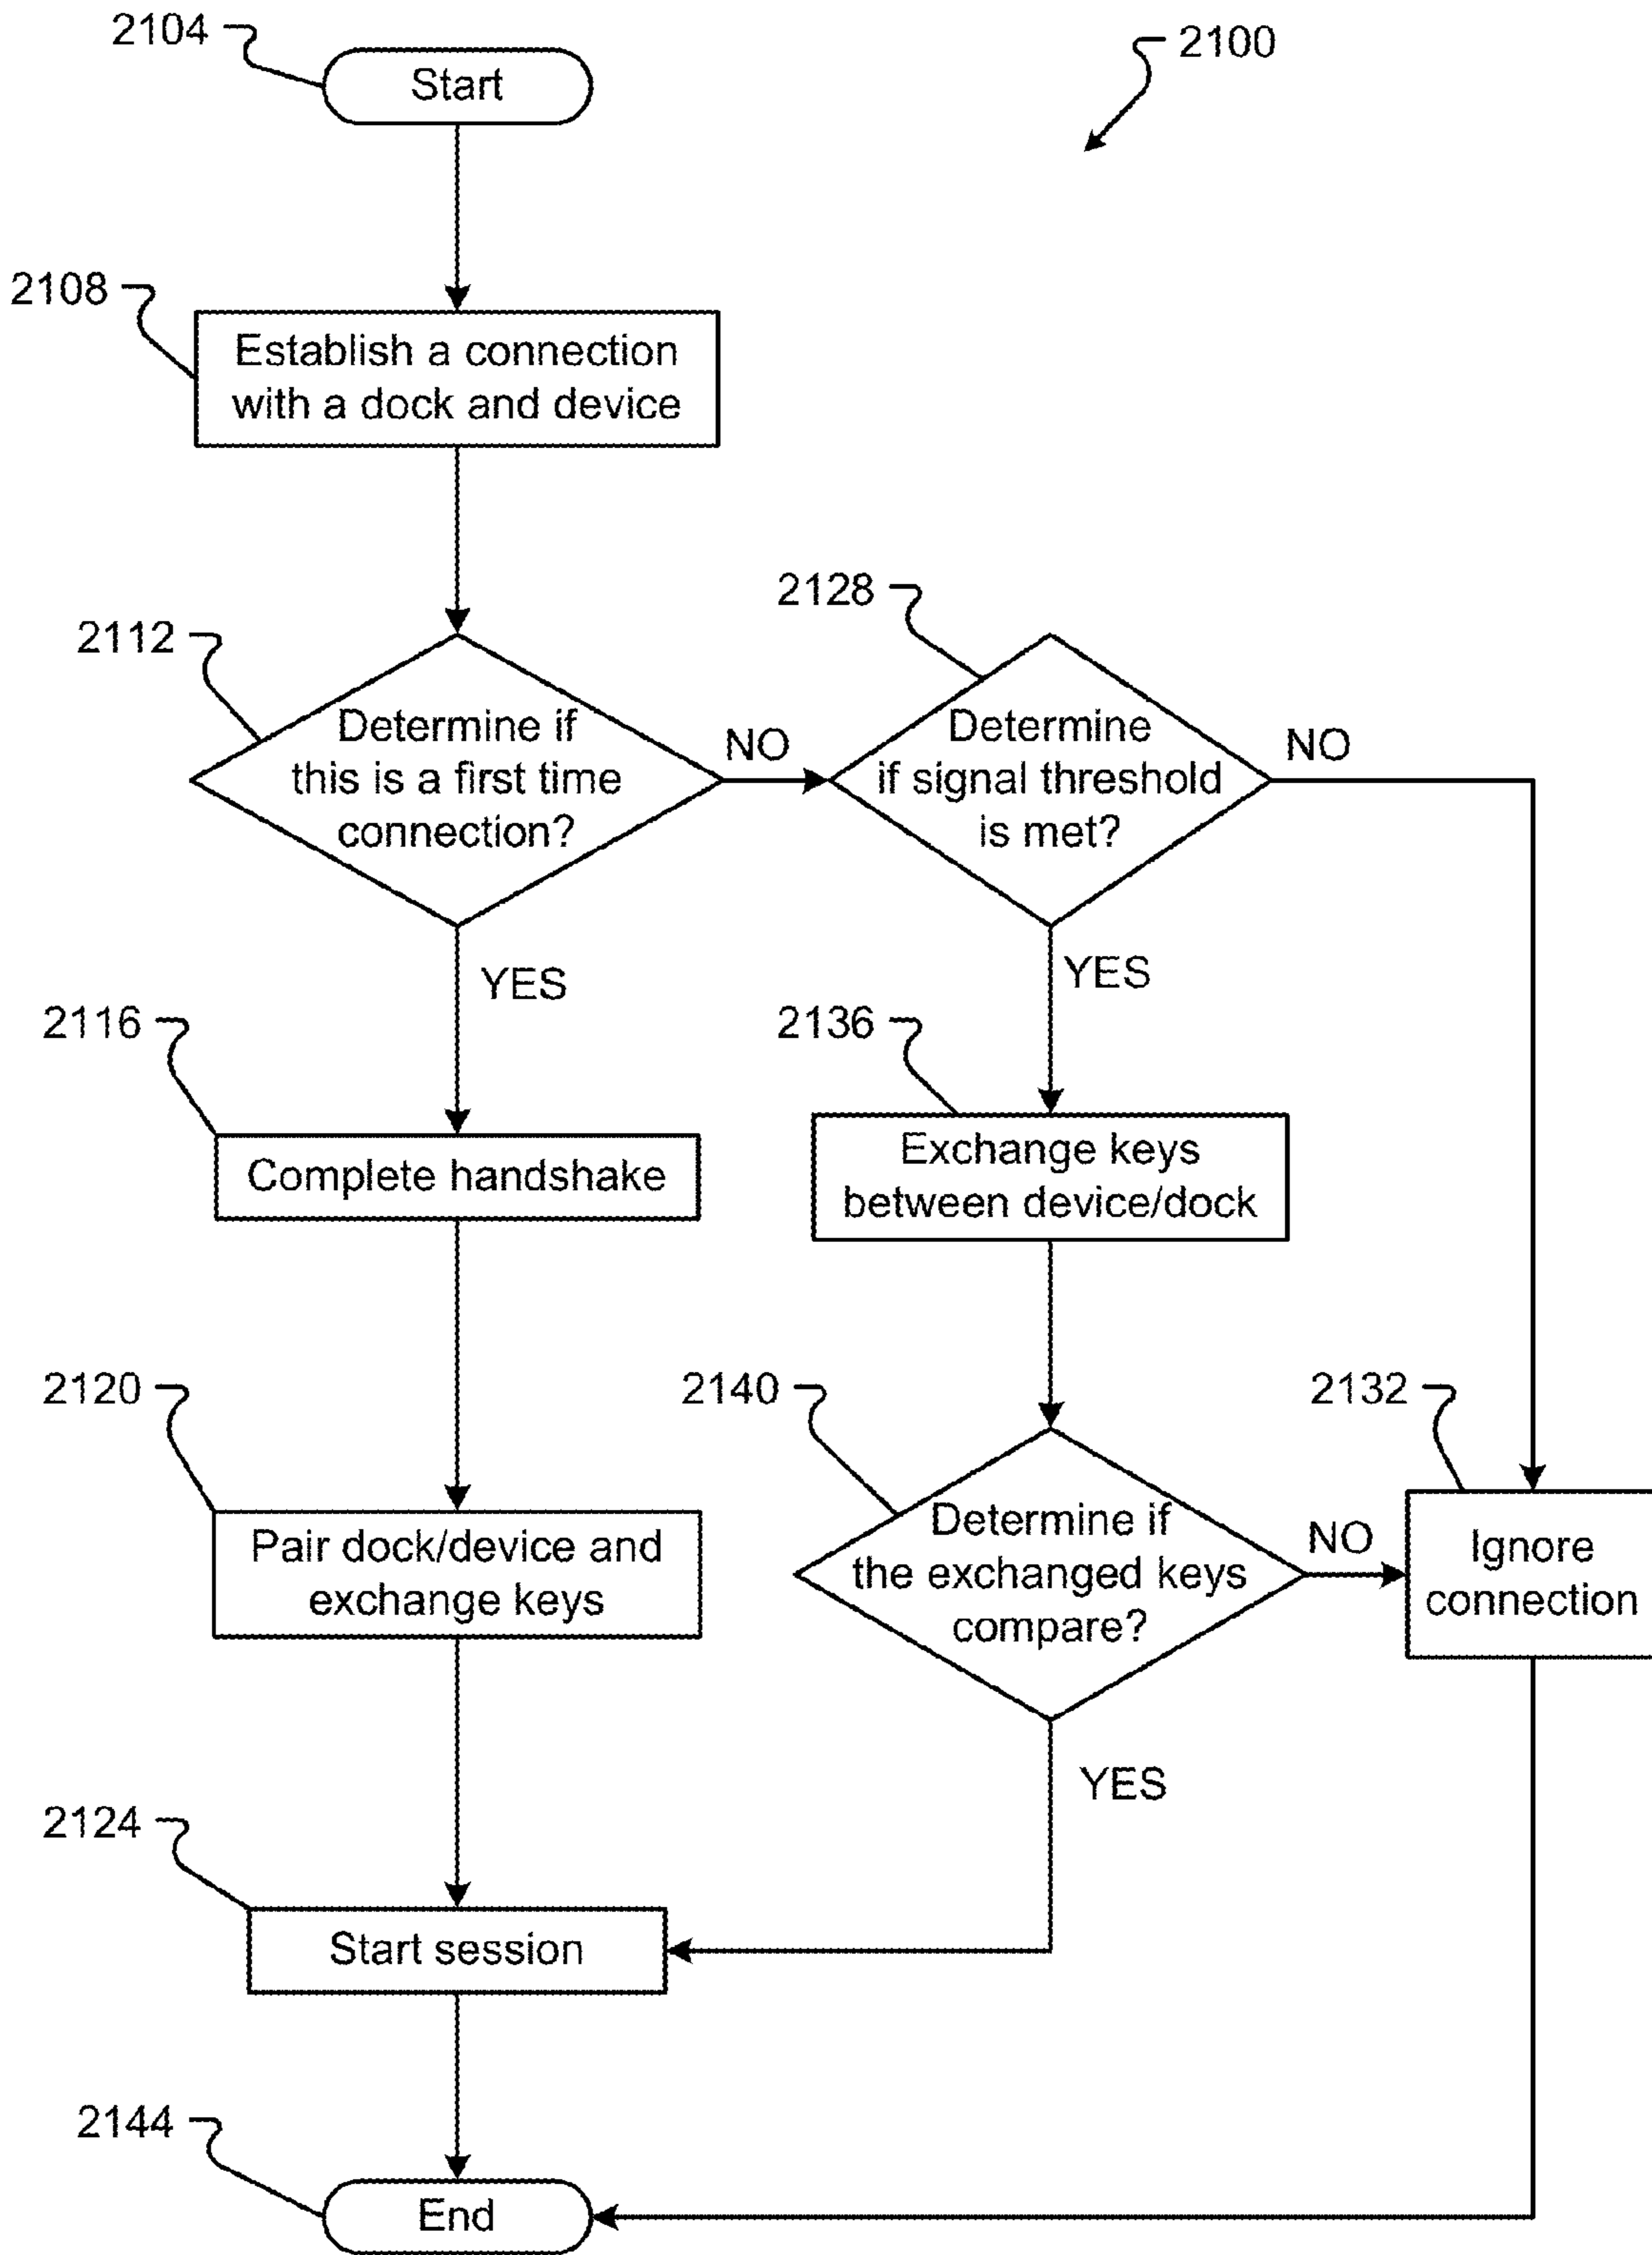 2104
Start
2100
2108
Establish a connection
with a dock and device
2112
Determine if
this is a first time
connection?
NO
2128
Determine
if signal threshold
is met?
NO
YES
YES
2116
Complete handshake
2136
Exchange keys
between device/dock
2120
Pair dock/device and
exchange keys
2140
Determine if
the exchanged keys
compare?
NO
2132
Ignore
connection
YES
2124
Start session
2144
End